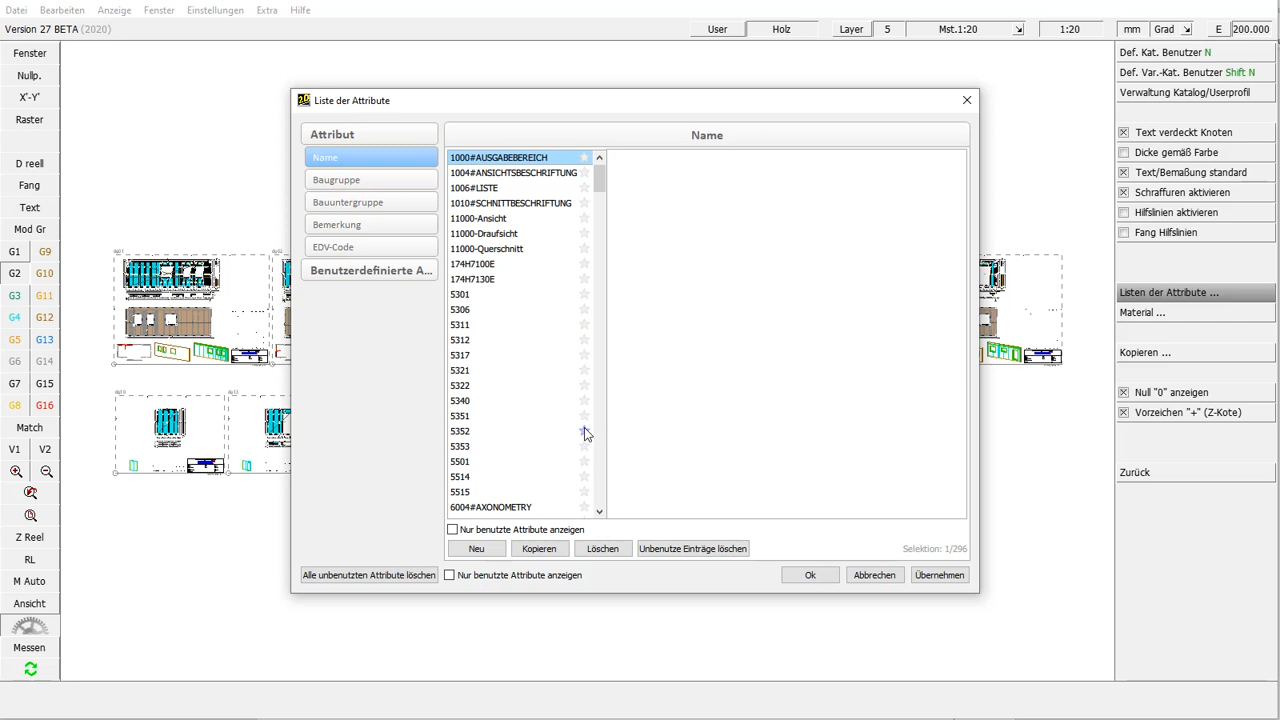 Datei Bearbeiten Anzeige Fenster Einstellungen Extra Hilfe
Version 27 BETA (2020)
User Holz Layer 5 Mst.1:20 1:20 mm Grad E 200.000
Fenster
Nullp.
X'-Y'
Raster
D reel
Fang
Text
Mod Gr
G1 G9
G2 G10
G3 G11
G4 G12
G5 G13
G6 G14
G7 G15
G8 G16
Match
V1 V2
Z Reel
RL
M Auto
Ansicht
Messen
Liste der Attribute
Attribut
Name
Baugruppe
Bauuntergruppe
Bemerkung
EDV-Code
Benutzerdefinierte A...
Name
1000#AUSGABEBEREICH
1004#ANSICHTSBESCHRIFTUNG
1006#LISTE
1010#SCHNITTBESCHRIFTUNG
11000-Ansicht
11000-Draufsicht
11000-Querschnitt
174H7100E
174H7130E
5301
5306
5311
5312
5317
5321
5322
5340
5351
5352
5353
5501
5514
5515
6004#AXONOMETRY
Nur benutzte Attribute anzeigen
Neu Kopieren Löschen Unbenutze Einträge löschen Selektion: 1/296
Alle unbenutzten Attribute löschen Nur benutzte Attribute anzeigen Ok Abbrechen Übernehmen
Def. Kat. Benutzer N
Def. Var.-Kat. Benutzer Shift N
Verwaltung Katalog/Userprofil
Text verdeckt Knoten
Dicke gemäß Farbe
Text/Bemaßung standard
Schraffuren aktivieren
Hilfslinien aktivieren
Fang Hilfslinien
Listen der Attribute ...
Material ...
Kopieren ...
Null "0" anzeigen
Vorzeichen "+" (Z-Kote)
Zurück